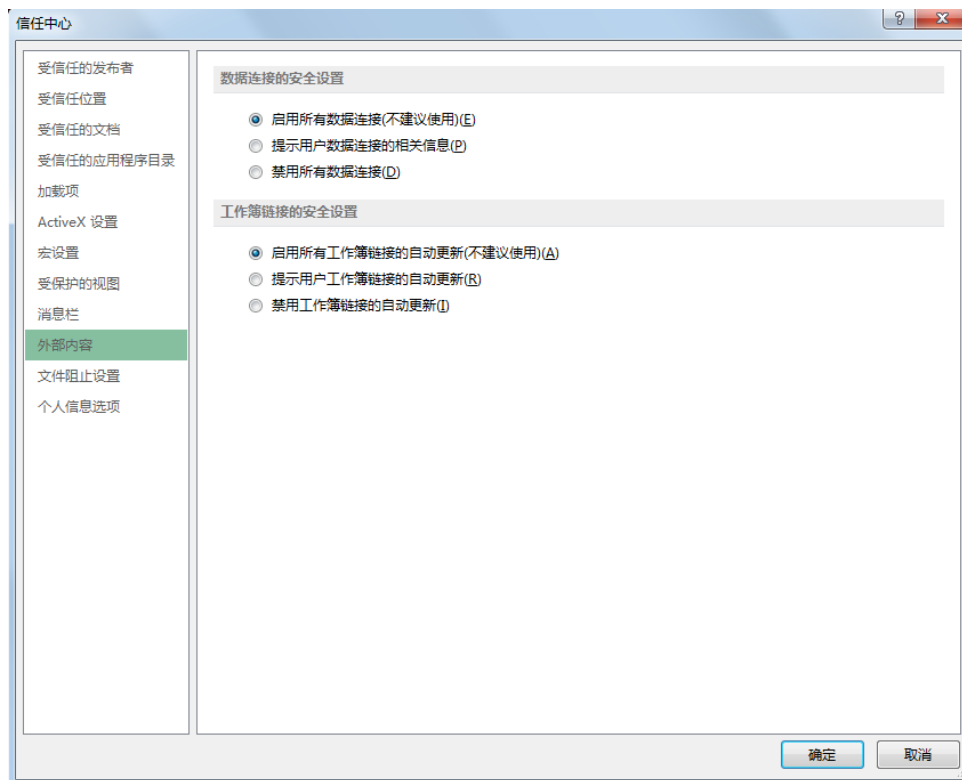 信任中心
受信任的发布者
受信任位置
受信任的文档
受信任的应用程序目录
加载项
ActiveX 设置
宏设置
受保护的视图
消息栏
外部内容
文件阻止设置
个人信息选项
数据连接的安全设置
启用所有数据连接(不建议使用)(E)
提示用户数据连接的相关信息(P)
禁用所有数据连接(D)
工作簿链接的安全设置
启用所有工作簿链接的自动更新(不建议使用)(A)
提示用户工作簿链接的自动更新(R)
禁用工作簿链接的自动更新(I)
确定
取消